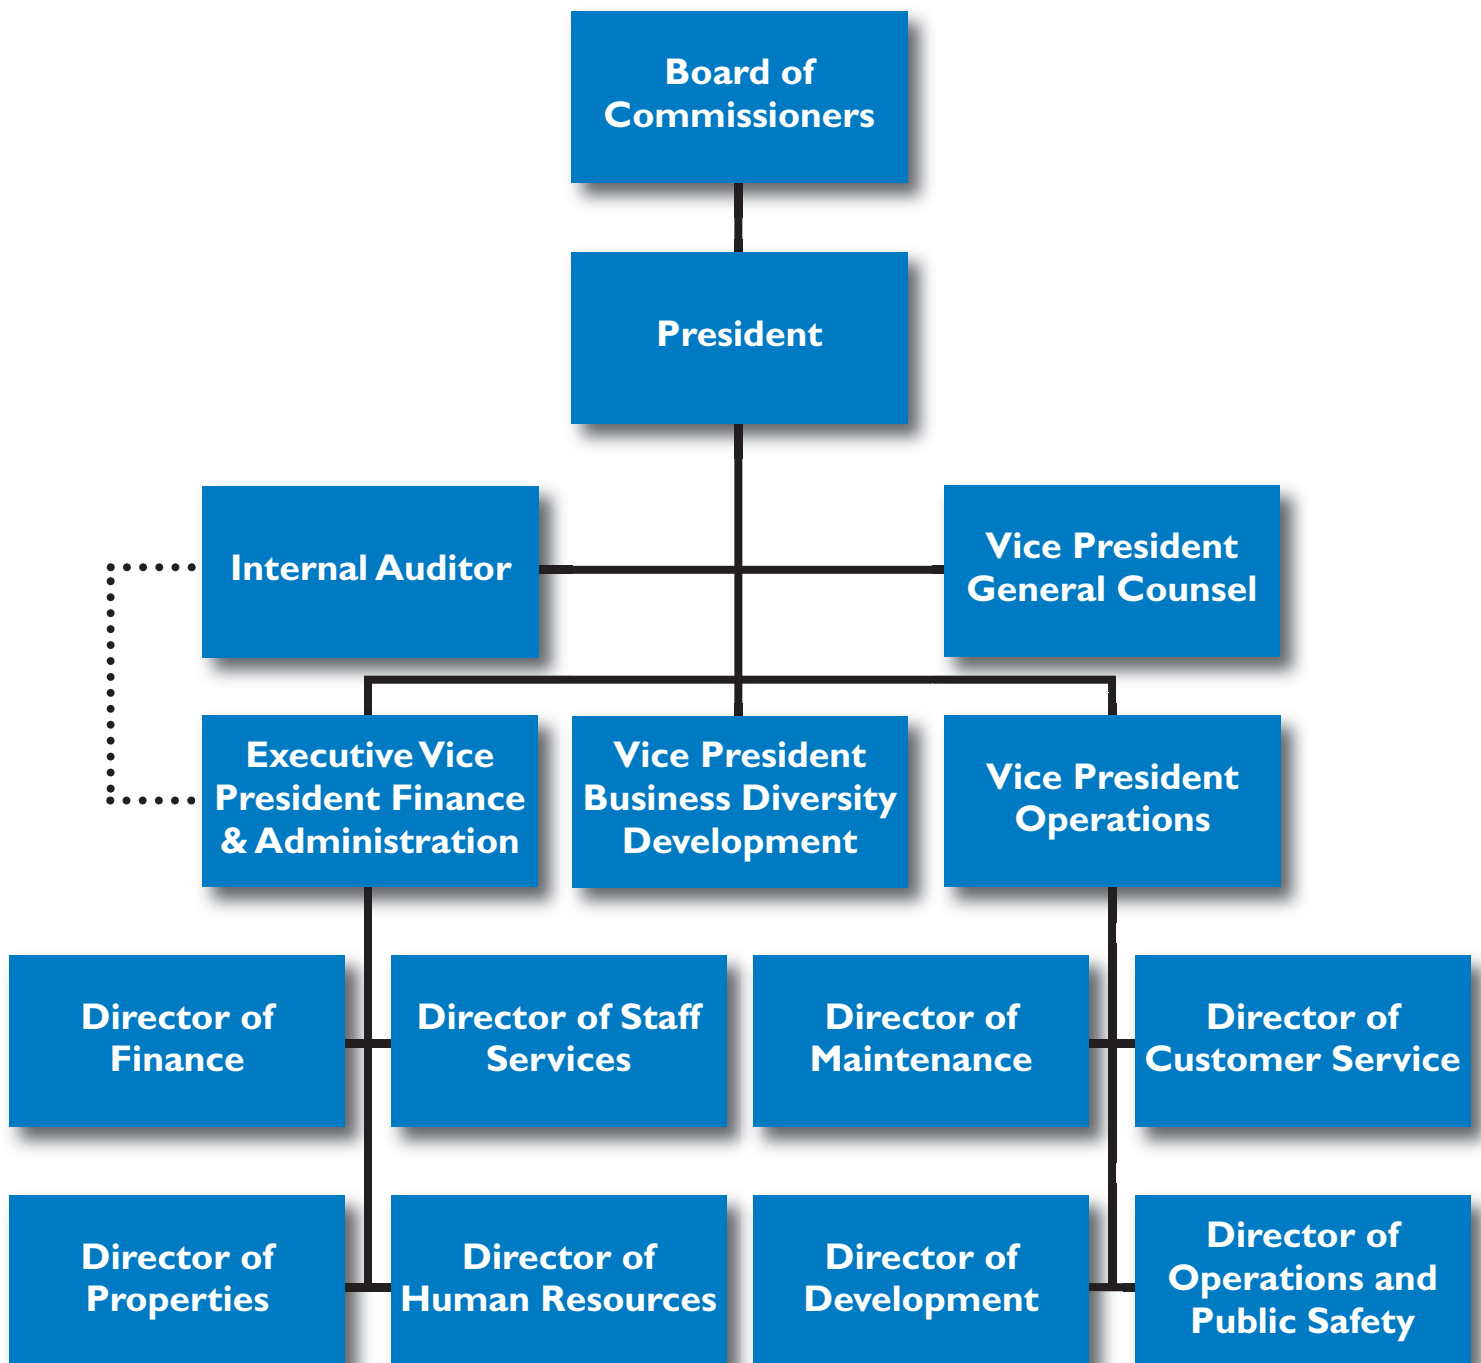 Board of
Commissioners
President
Internal Auditor
Vice President
General Counsel
Executive Vice
President Finance
& Administration
Vice President
Business Diversity
Development
Vice President
Operations
Director of
Finance
Director of Staff
Services
Director of
Maintenance
Director of
Customer Service
Director of
Properties
Director of
Human Resources
Director of
Development
Director of
Operations and
Public Safety